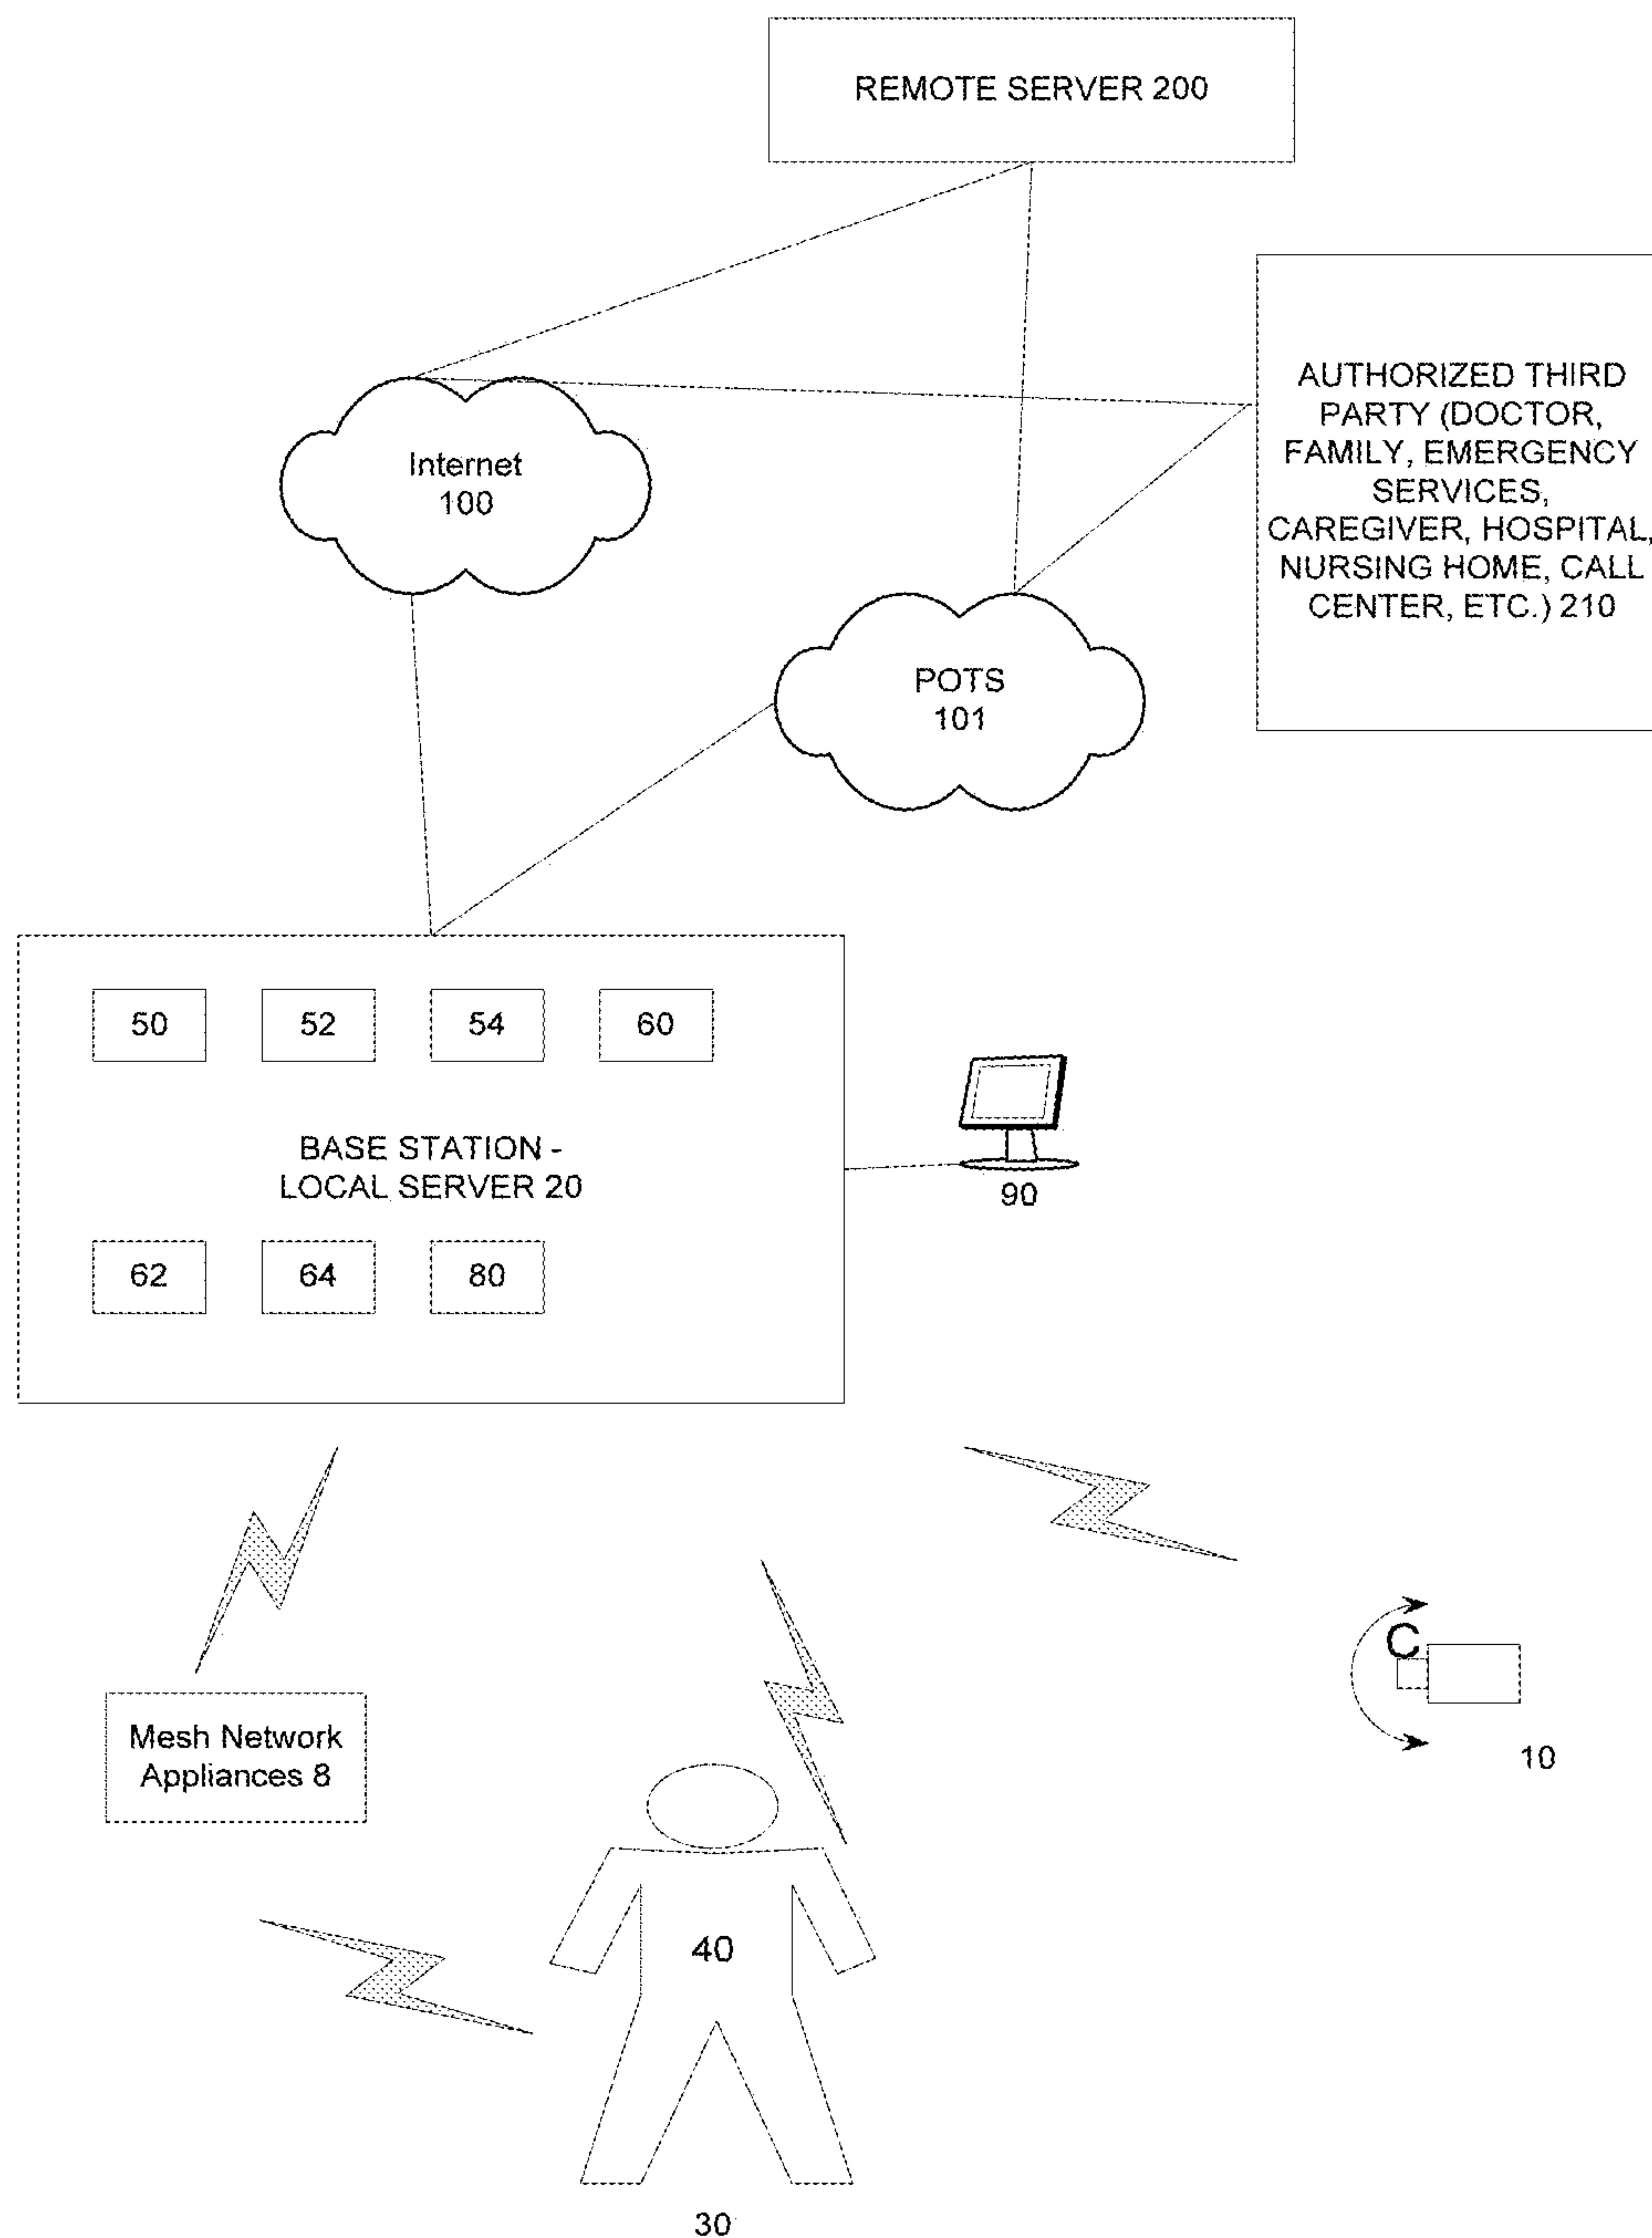 REMOTE SERVER 200
AUTHORIZED THIRD
PARTY (DOCTOR,
FAMILY, EMERGENCY
SERVICES,
CAREGIVER, HOSPITAL,
NURSING HOME, CALL
CENTER, ETC.) 210
Internet
100
POTS
101
50
52
54
60
BASE STATION -
LOCAL SERVER 20
90
62
64
80
C
10
Mesh Network
Appliances 8
40
30